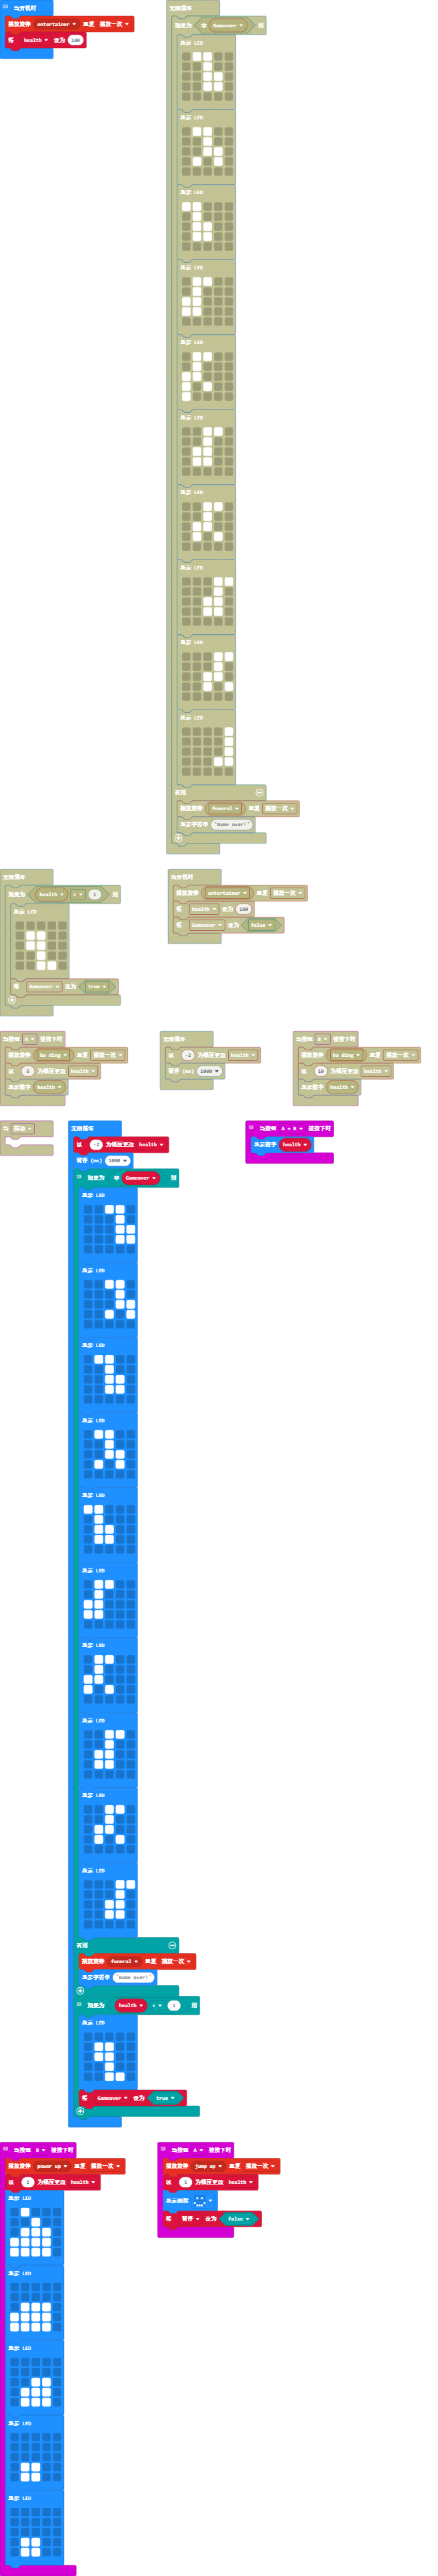 当开机时
播放旋律 entertainer 重复 播放一次
将 health 设为 100
无限循环
如果为 非 Gameover 则
显示 LED
显示 LED
显示 LED
显示 LED
显示 LED
显示 LED
显示 LED
显示 LED
显示 LED
显示 LED
否则
播放旋律 funeral 重复 播放一次
显示字符串 "Game over!"
无限循环
如果为 health < 1 则
显示 LED
将 Gameover 设为 true
当开机时
播放旋律 entertainer 重复 播放一次
将 health 设为 100
将 Gameover 设为 false
当按钮 A 被按下时
播放旋律 ba ding 重复 播放一次
以 5 为幅度更改 health
显示数字 health
无限循环
以 -2 为幅度更改 health
暂停 (ms) 1000
当按钮 B 被按下时
播放旋律 ba ding 重复 播放一次
以 10 为幅度更改 health
显示数字 health
当 振动
无限循环
以 -2 为幅度更改 health
暂停 (ms) 1000
如果为 非 Gameover 则
显示 LED
显示 LED
显示 LED
显示 LED
显示 LED
显示 LED
显示 LED
显示 LED
显示 LED
显示 LED
否则
播放旋律 funeral 重复 播放一次
显示字符串 "Game over!"
如果为 health < 1 则
显示 LED
将 Gameover 设为 true
当按钮 A + B 被按下时
显示数字 health
当按钮 B 被按下时
播放旋律 power up 重复 播放一次
以 1 为幅度更改 health
显示 LED
显示 LED
显示 LED
显示 LED
显示 LED
当按钮 A 被按下时
播放旋律 jump up 重复 播放一次
以 5 为幅度更改 health
显示图标
将 暂停 设为 false